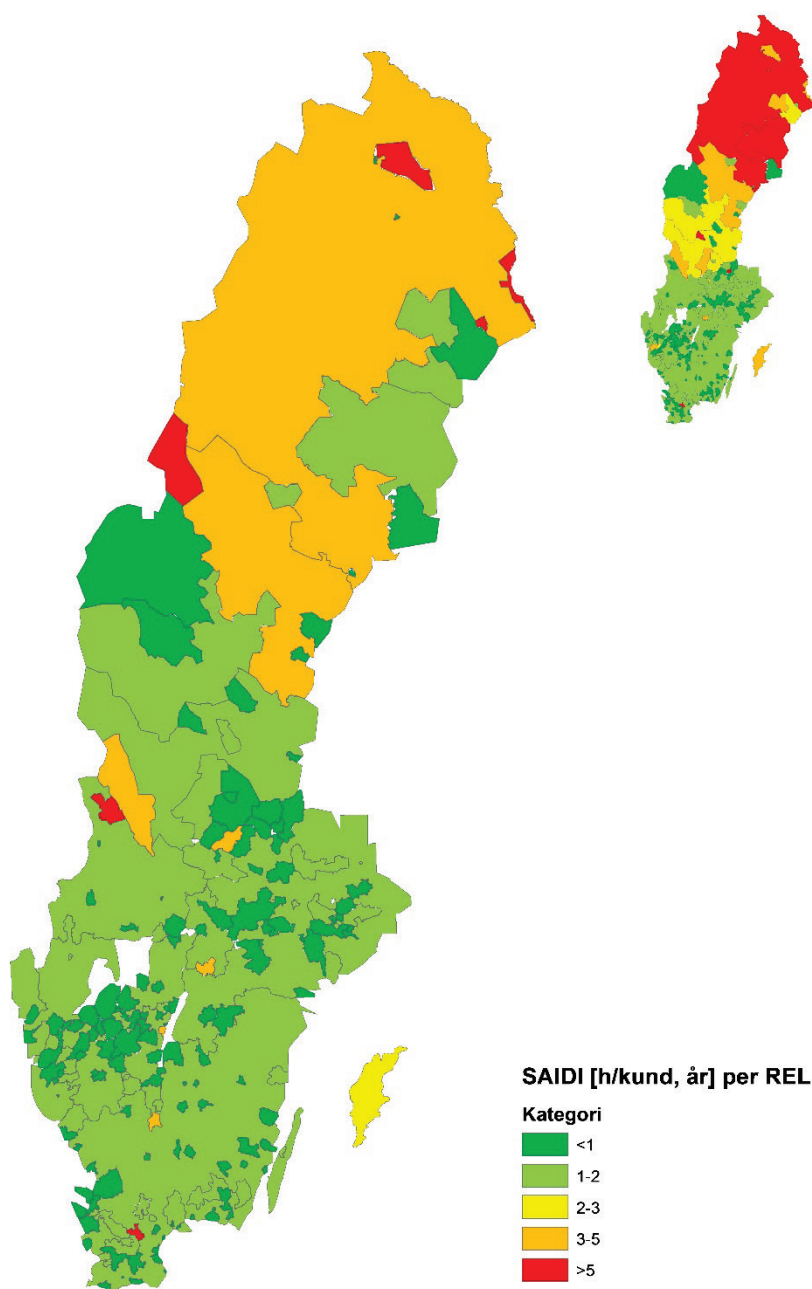 SAIDI [h/kund, år] per REL
Kategori
<1
1-2
2-3
3-5
>5